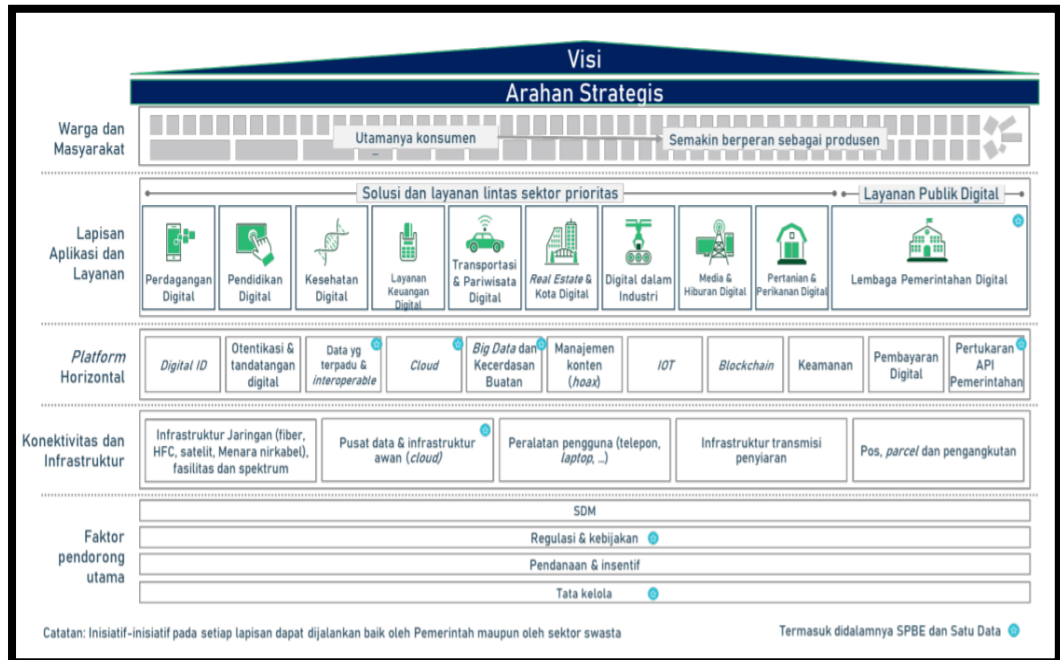 Visi
Arahan Strategis
Warga dan
Masyarakat
Utamanya konsumen
Semakin berperan sebagai produsen
Solusi dan layanan lintas sektor prioritas
Layanan Publik Digital
Lapisan
Aplikasi dan
Layanan
Perdagangan
Digital
Pendidikan
Digital
Kesehatan
Digital
Layanan
Keuangan
Digital
Transportasi
& Pariwisata
Digital
Real Estate &
Kota Digital
Digital dalam
Industri
Media &
Hiburan Digital
Pertanian &
Perikanan Digital
Lembaga Pemerintahan Digital
Platform
Horizontal
Digital ID
Otentikasi &
tandatangan
digital
Data yg
terpadu &
interoperable
Cloud
Big Data dan
Kecerdasan
Buatan
Manajemen
konten
(hoax)
IOT
Blockchain
Keamanan
Pembayaran
Digital
Pertukaran
API
Pemerintahan
Konektivitas dan
Infrastruktur
Infrastruktur Jaringan (fiber,
HFC, satelit, Menara nirkabel),
fasilitas dan spektrum
Pusat data & infrastruktur
awan (cloud)
Peralatan pengguna (telepon,
laptop, ...)
Infrastruktur transmisi
penyiaran
Pos, parcel dan pengangkutan
Faktor
pendorong
utama
SDM
Regulasi & kebijakan
Pendanaan & insentif
Tata kelola
Catatan: Inisiatif-inisiatif pada setiap lapisan dapat dijalankan baik oleh Pemerintah maupun oleh sektor swasta
Termasuk didalamnya SPBE dan Satu Data